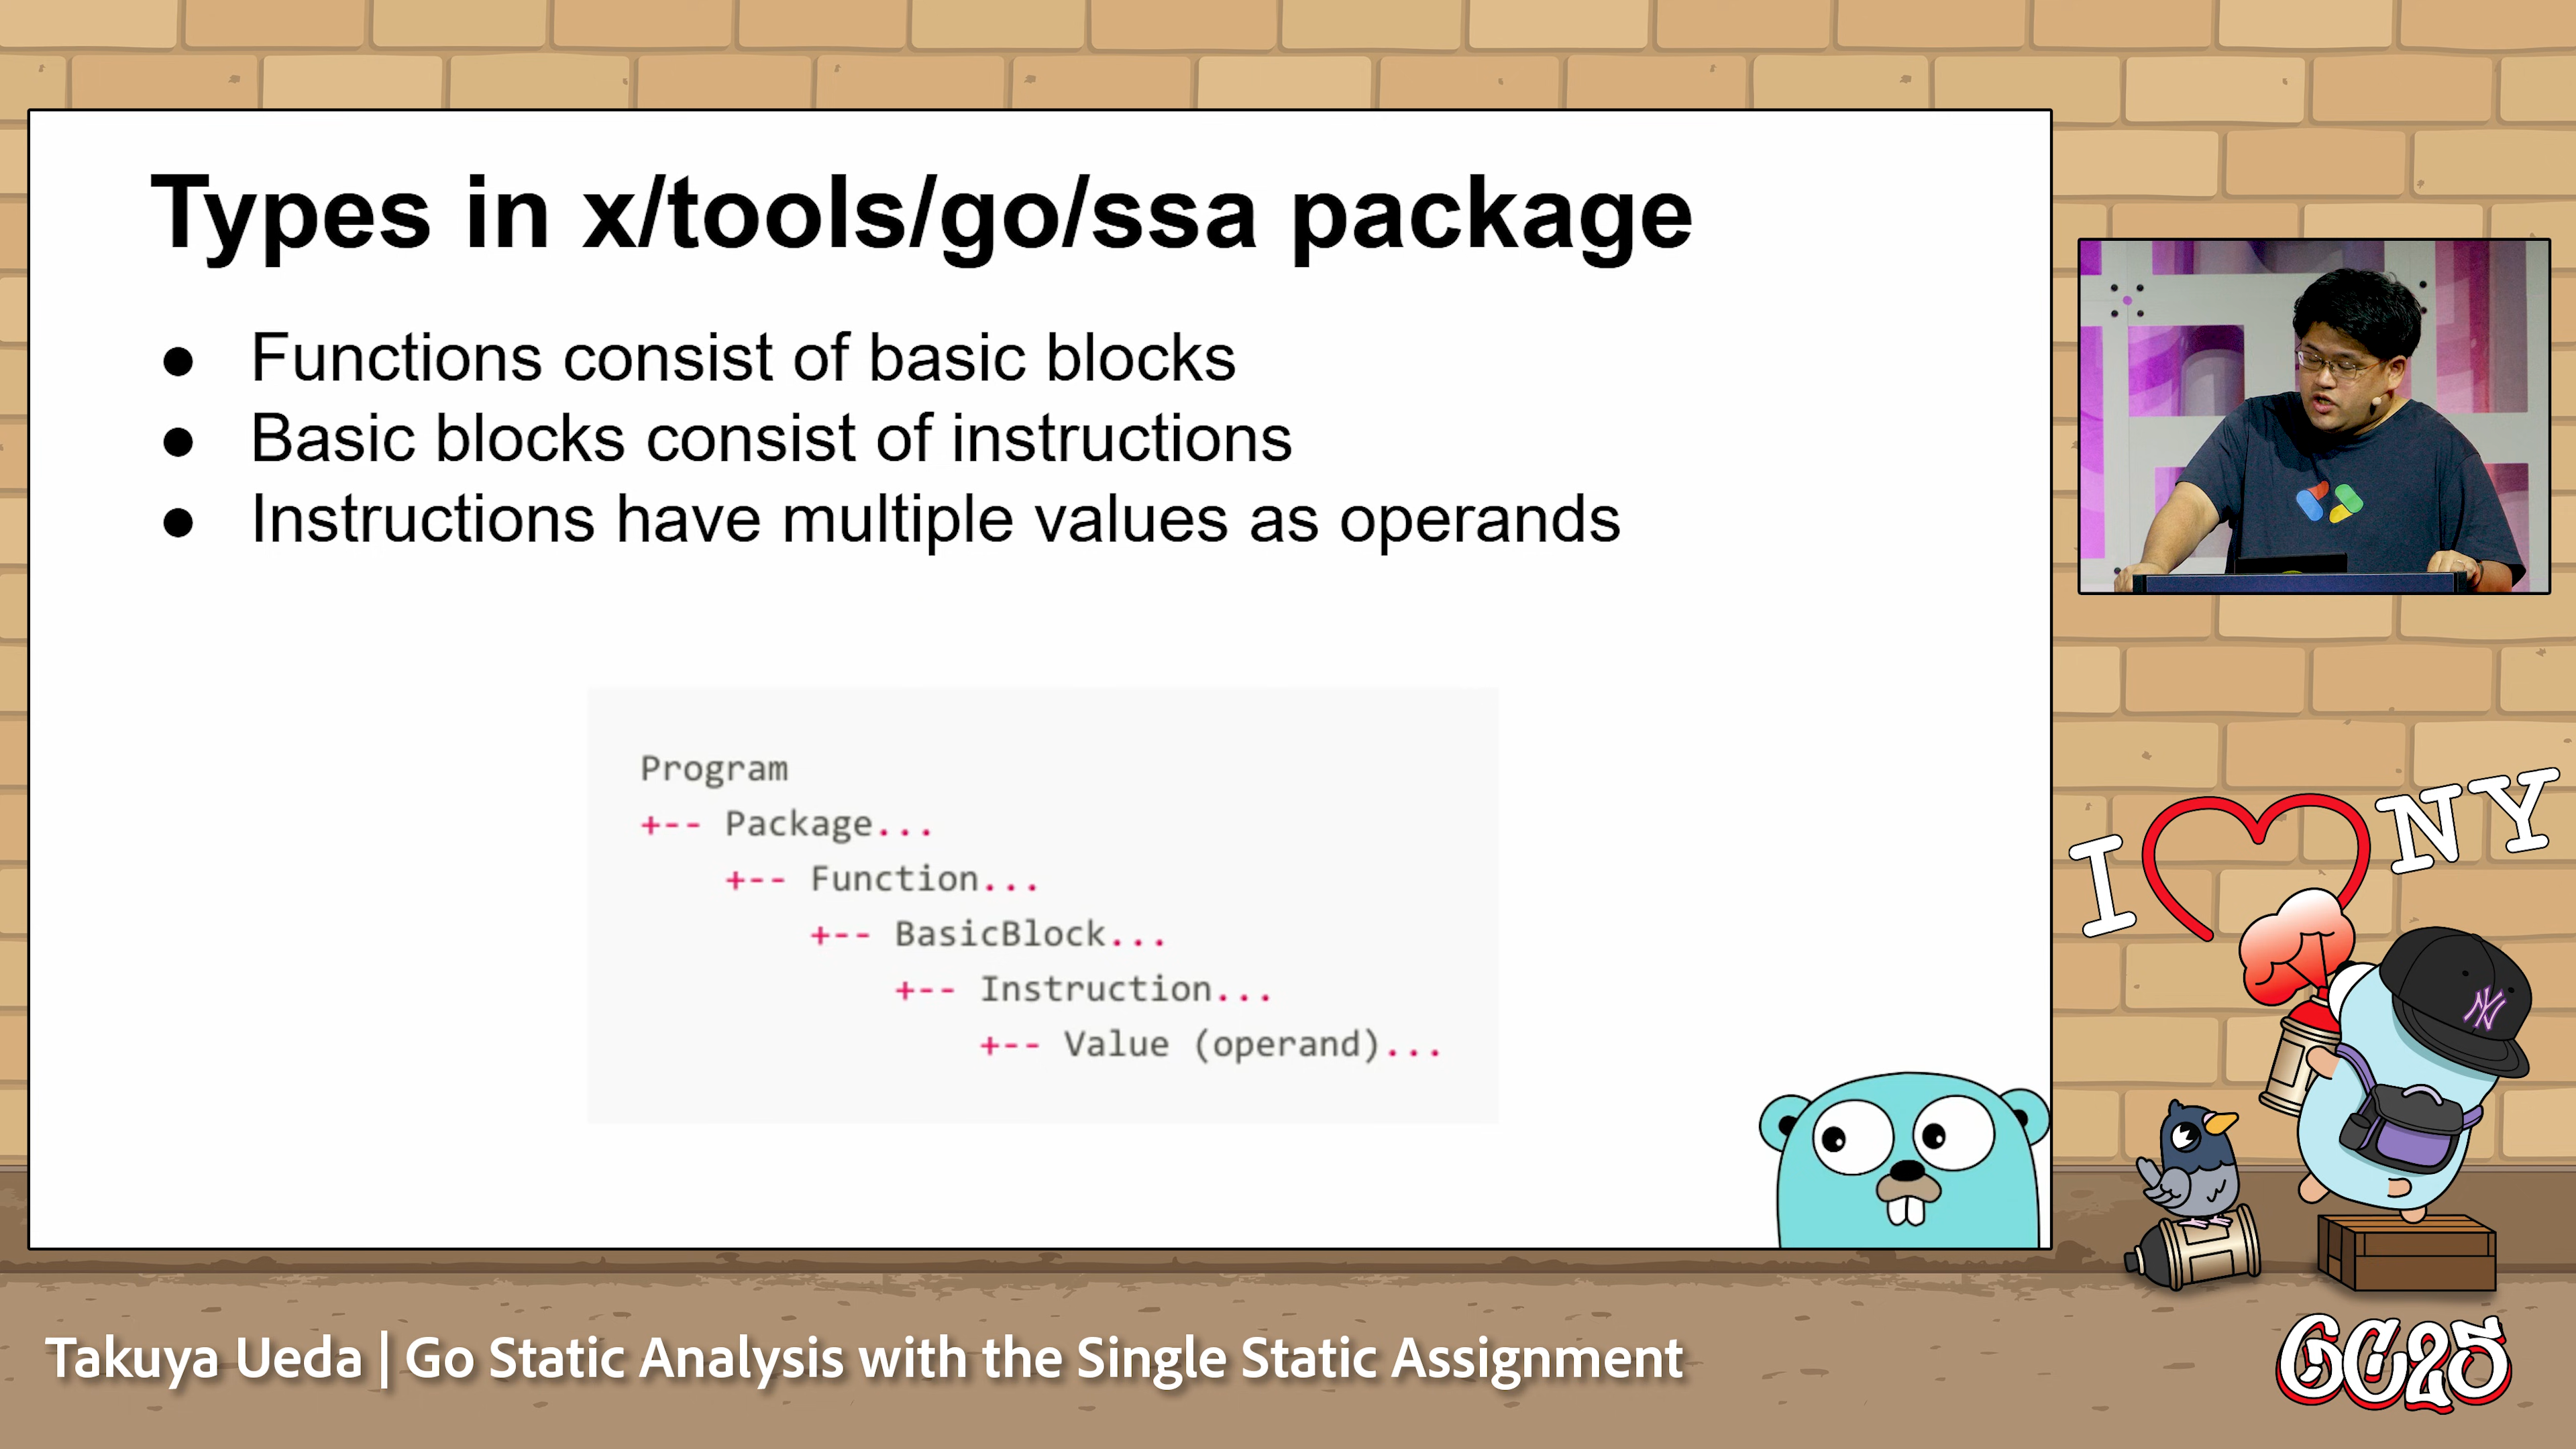 Types in x/tools/go/ssa package
● Functions consist of basic blocks
● Basic blocks consist of instructions
● Instructions have multiple values as operands
Program
+-- Package...
+-- Function...
+-- BasicBlock...
+-- Instruction...
+-- Value (operand)...
I NY
NY
Takuya Ueda | Go Static Analysis with the Single Static Assignment
GC25